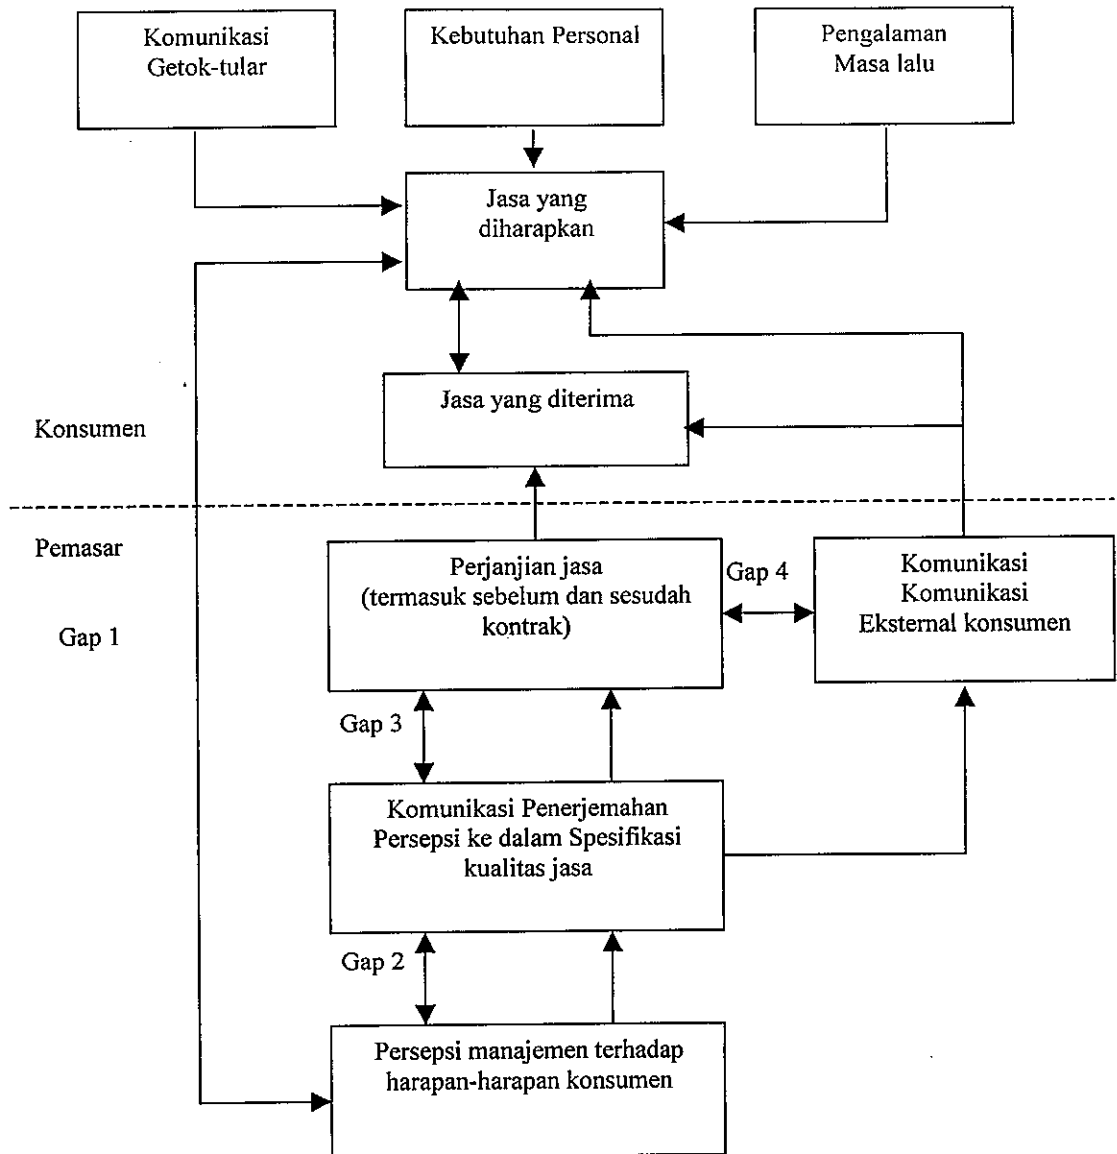 Komunikasi
Getok-tular
Kebutuhan Personal
Pengalaman
Masa lalu
Jasa yang
diharapkan
Jasa yang diterima
Konsumen
Pemasar
Perjanjian jasa
(termasuk sebelum dan sesudah
kontrak)
Gap 4
Komunikasi
Komunikasi
Eksternal konsumen
Gap 1
Gap 3
Komunikasi Penerjemahan
Persepsi ke dalam Spesifikasi
kualitas jasa
Gap 2
Persepsi manajemen terhadap
harapan-harapan konsumen